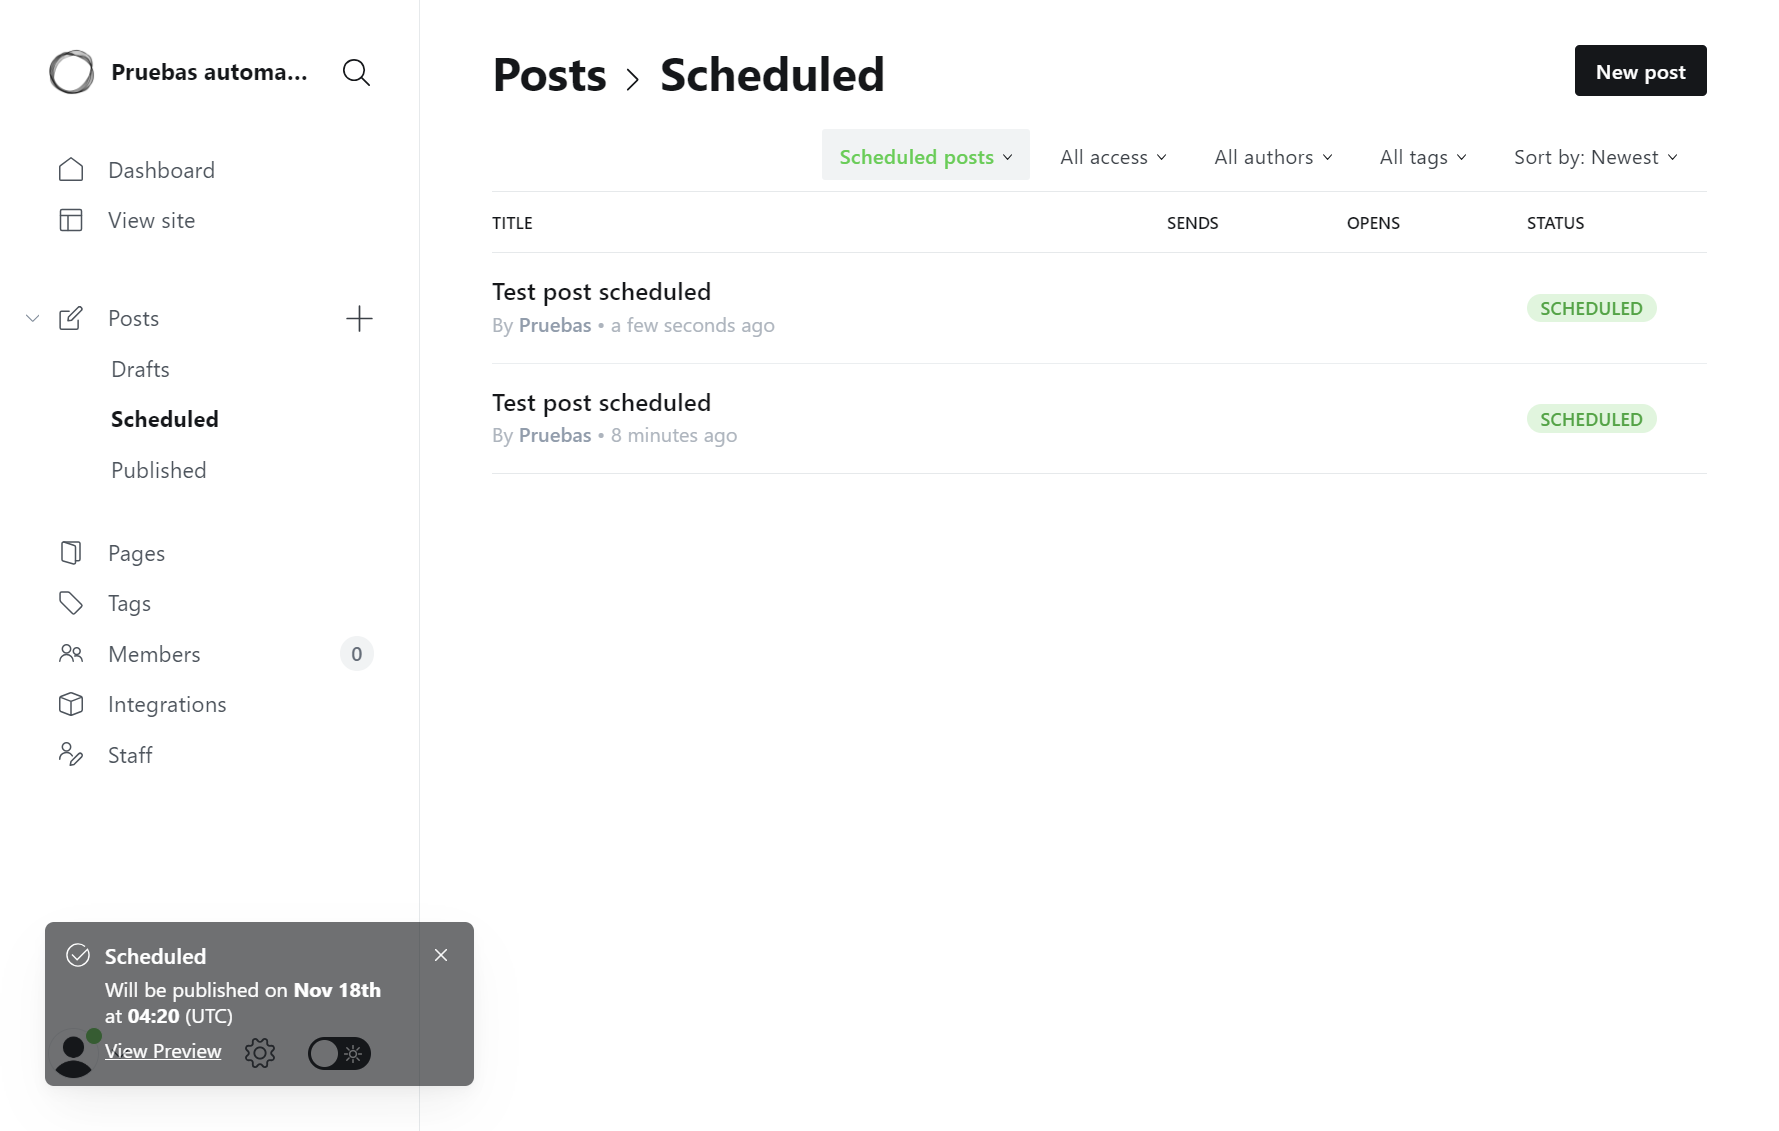 Pruebas automa...
Dashboard
View site
Posts
Drafts
Scheduled
Published
Pages
Tags
Members 0
Integrations
Staff
Posts > Scheduled
New post
Scheduled posts All access All authors All tags Sort by: Newest
TITLE SENDS OPENS STATUS
Test post scheduled
By Pruebas • a few seconds ago
SCHEDULED
Test post scheduled
By Pruebas • 8 minutes ago
SCHEDULED
Scheduled
Will be published on Nov 18th
at 04:20 (UTC)
View Preview